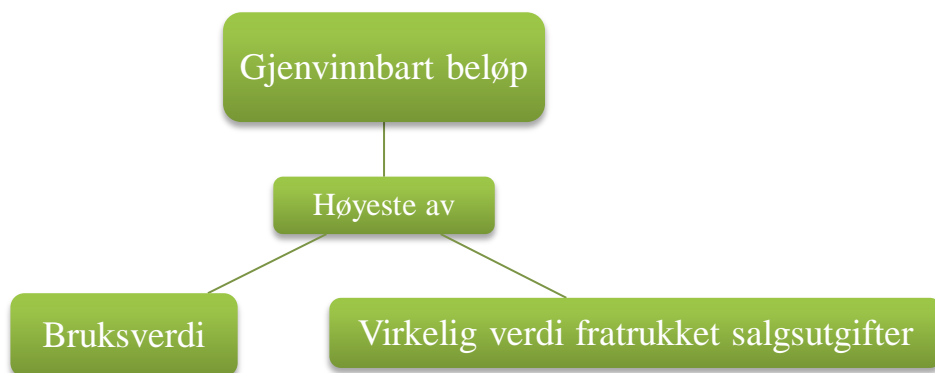 Gjenvinnbart beløp
Høyeste av
Bruksverdi
Virkelig verdi fratrukket salgsutgifter